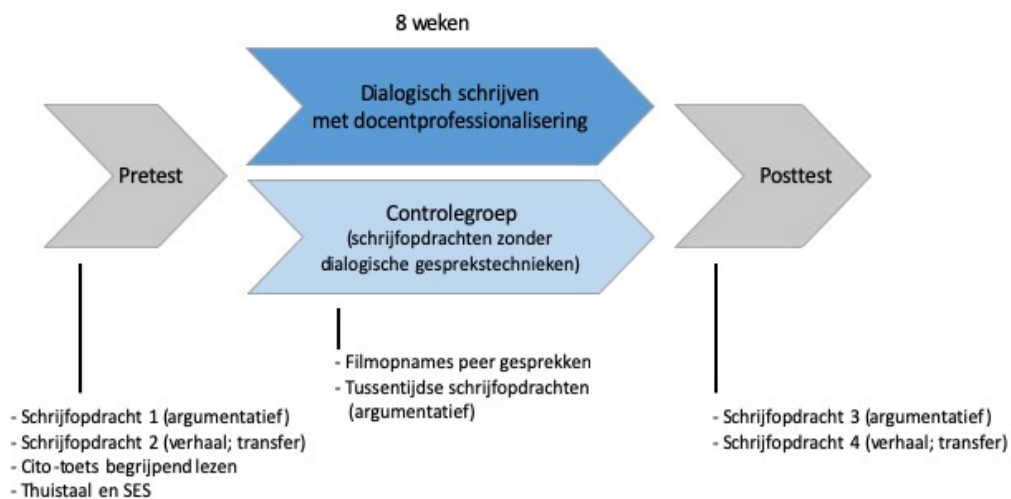 8 weken
Dialogisch schrijven
met docentprofessionalisering
Pretest
Controlegroep
(schrijfopdrachten zonder
dialogische gesprekstechnieken)
Posttest
- Filmopnames peer gesprekken
- Tussentijdse schrijfopdrachten
(argumentatief)
- Schrijfopdracht 1 (argumentatief)
- Schrijfopdracht 2 (verhaal; transfer)
- Cito-toets begrijpend lezen
- Thuistaal en SES
- Schrijfopdracht 3 (argumentatief)
- Schrijfopdracht 4 (verhaal; transfer)